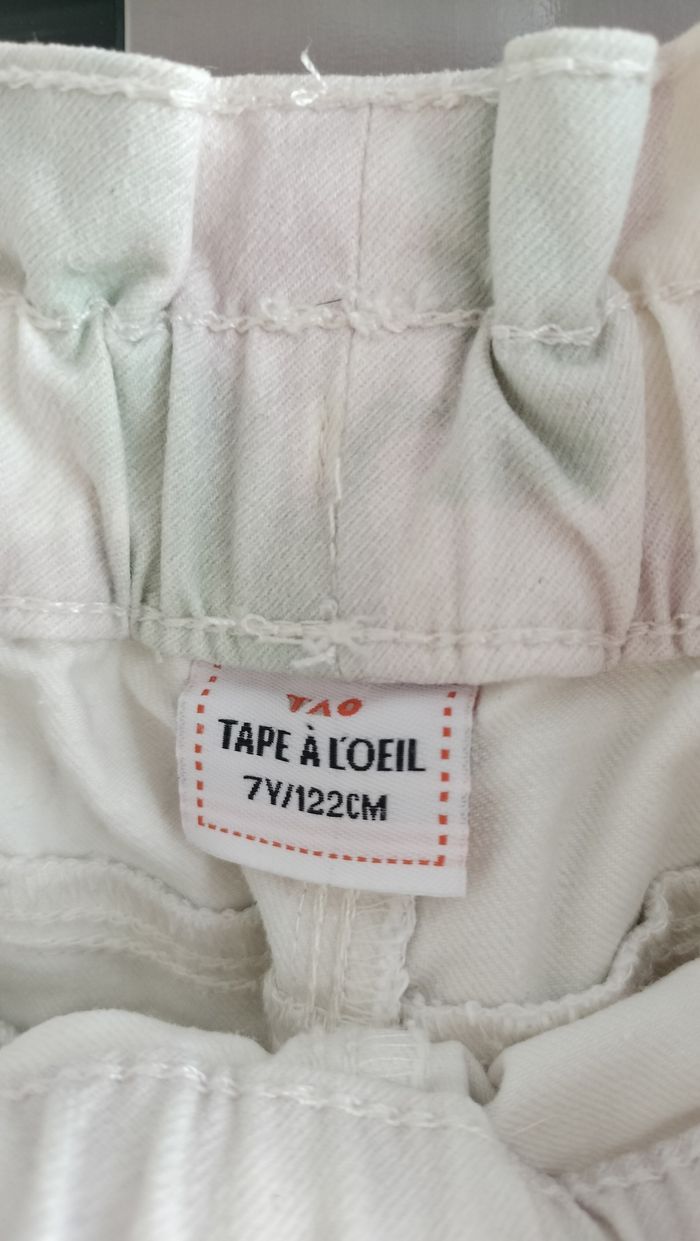 TAO
TAPE À L'OEIL
7Y/122CM